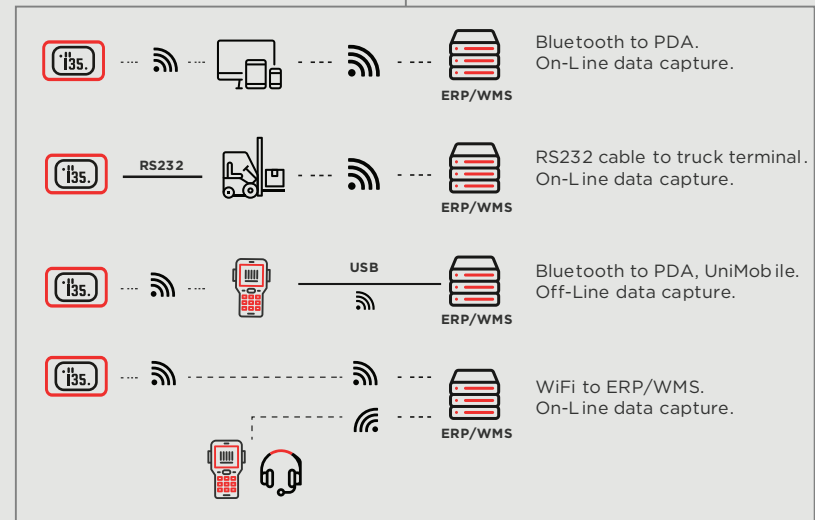 i35.
Bluetooth to PDA.
On-Line data capture.
ERP/WMS
i35.
RS232
RS232 cable to truck terminal.
On-Line data capture.
ERP/WMS
i35.
USB
Bluetooth to PDA, UniMobile.
Off-Line data capture.
ERP/WMS
i35.
WiFi to ERP/WMS.
On-Line data capture.
ERP/WMS